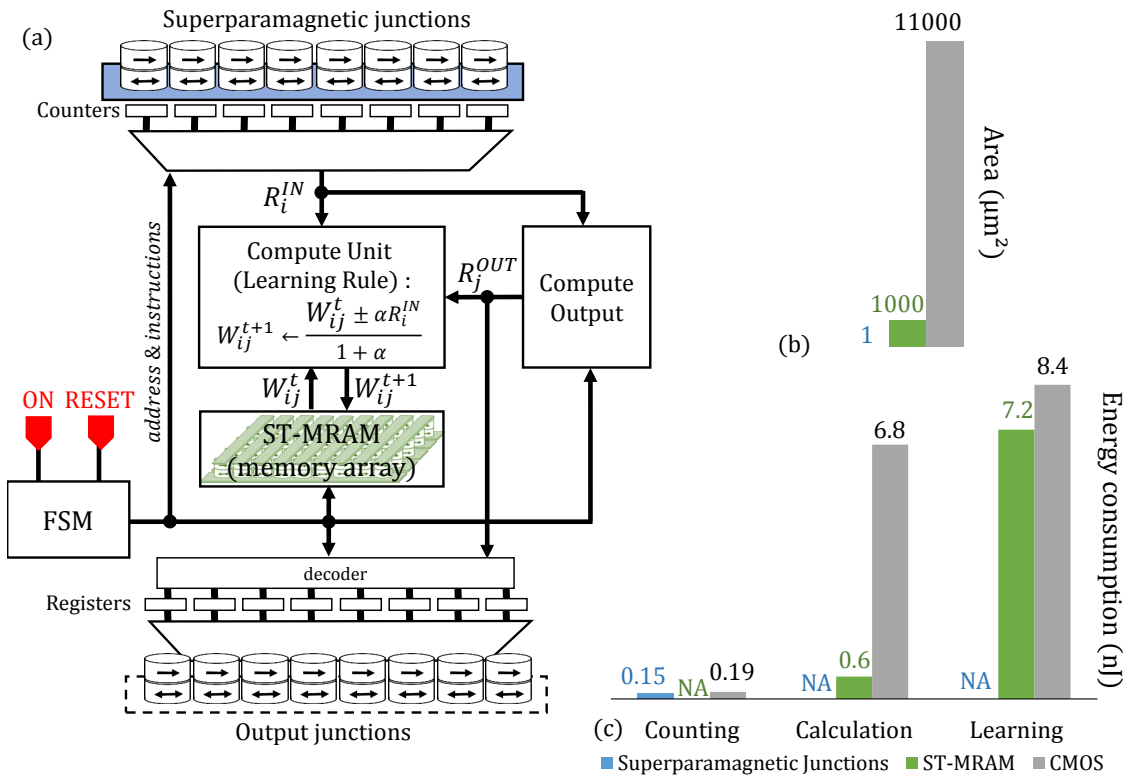 (a)
Superparamagnetic junctions
Counters
R_i^{IN}
address & instructions
Compute Unit
(Learning Rule) :
W_{ij}^{t+1} ← \frac{W_{ij}^{t} ± αR_i^{IN}}{1 + α}
R_j^{OUT}
Compute
Output
W_{ij}^{t} W_{ij}^{t+1}
ST-MRAM
(memory array)
ON RESET
FSM
decoder
Registers
Output junctions
(b)
11000
1000
1
Area (μm²)
(c)
0.15
NA
0.19
NA
0.6
6.8
NA
7.2
8.4
Energy consumption (nJ)
Counting Calculation Learning
Superparamagnetic Junctions ST-MRAM CMOS